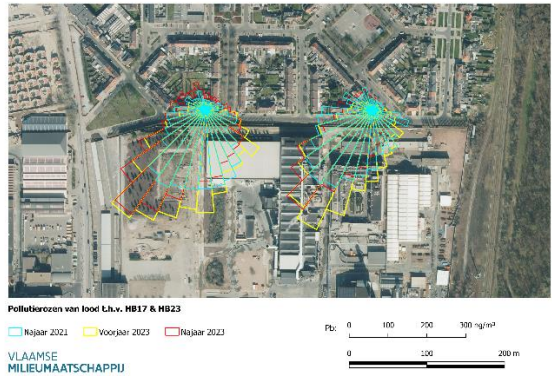 Pollutierozen van lood t.h.v. HB17 & HB23
Najaar 2021 Voorjaar 2023 Najaar 2023
Pb: 0 100 200 300 ng/m³
0 100 200 m
VLAAMSE
MILIEUMAATSCHAPPIJ